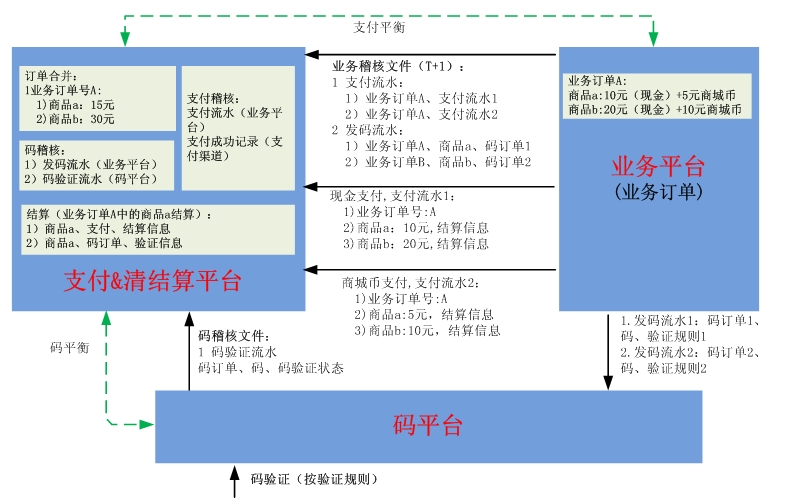 支付平衡
订单合并：
1业务订单号A:
1)商品a：15元
2)商品b：30元
码稽核：
1）发码流水（业务平台）
2）码验证流水（码平台）
支付稽核：
支付流水（业务平
台）
支付成功记录（支
付渠道）
结算（业务订单A中的商品a结算）：
1）商品a、支付、结算信息
2）商品a、码订单、验证信息
支付&清结算平台
业务稽核文件（T+1）：
1 支付流水：
1）业务订单A、支付流水1
2）业务订单A、支付流水2
2 发码流水：
1）业务订单A、商品a、码订单1
2）业务订单B、商品b、码订单2
现金支付,支付流水1：
1)业务订单号:A
2)商品a：10元,结算信息
3)商品b；20元,结算信息
商城币支付,支付流水2：
1)业务订单号:A
2)商品a:5元，结算信息
3)商品b:10元，结算信息
业务订单A:
商品a:10元（现金）+5元商城币
商品b:20元（现金）+10元商城币
业务平台
(业务订单)
码平衡
码稽核文件：
1 码验证流水
码订单、码、码验证状态
1.发码流水1：码订单1、
码、验证规则1
2.发码流水2：码订单2、
码、验证规则2
码平台
码验证（按验证规则）